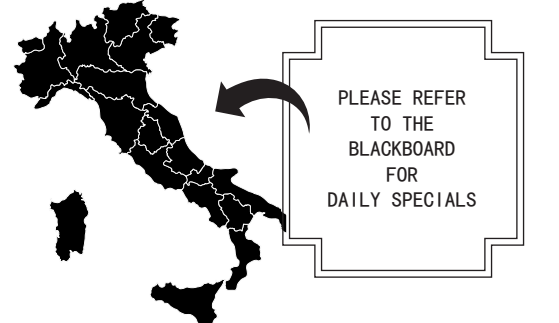 PLEASE REFER
TO THE
BLACKBOARD
FOR
DAILY SPECIALS